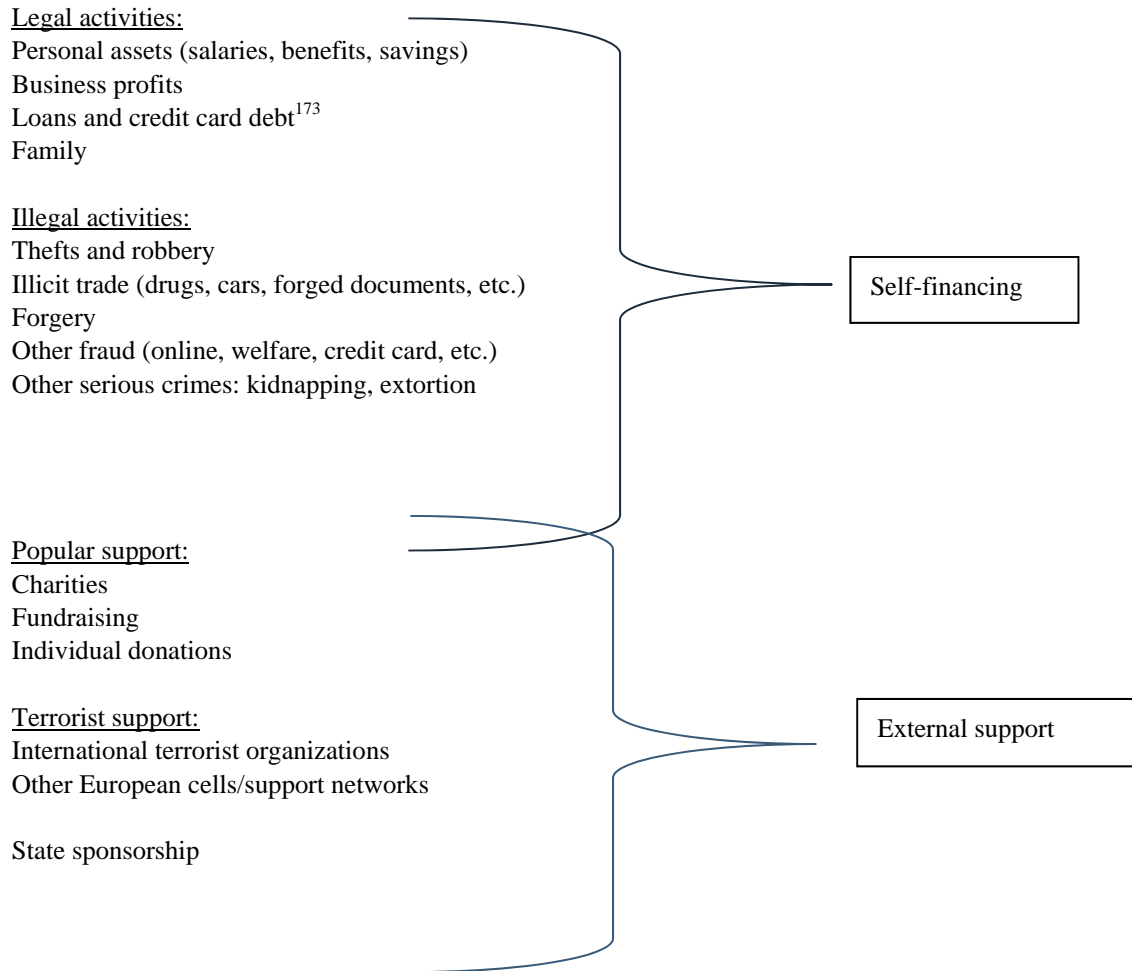 Legal activities:
Personal assets (salaries, benefits, savings)
Business profits
Loans and credit card debt173
Family
Illegal activities:
Thefts and robbery
Illicit trade (drugs, cars, forged documents, etc.)
Forgery
Other fraud (online, welfare, credit card, etc.)
Other serious crimes: kidnapping, extortion
Self-financing
Popular support:
Charities
Fundraising
Individual donations
Terrorist support:
International terrorist organizations
Other European cells/support networks
State sponsorship
External support